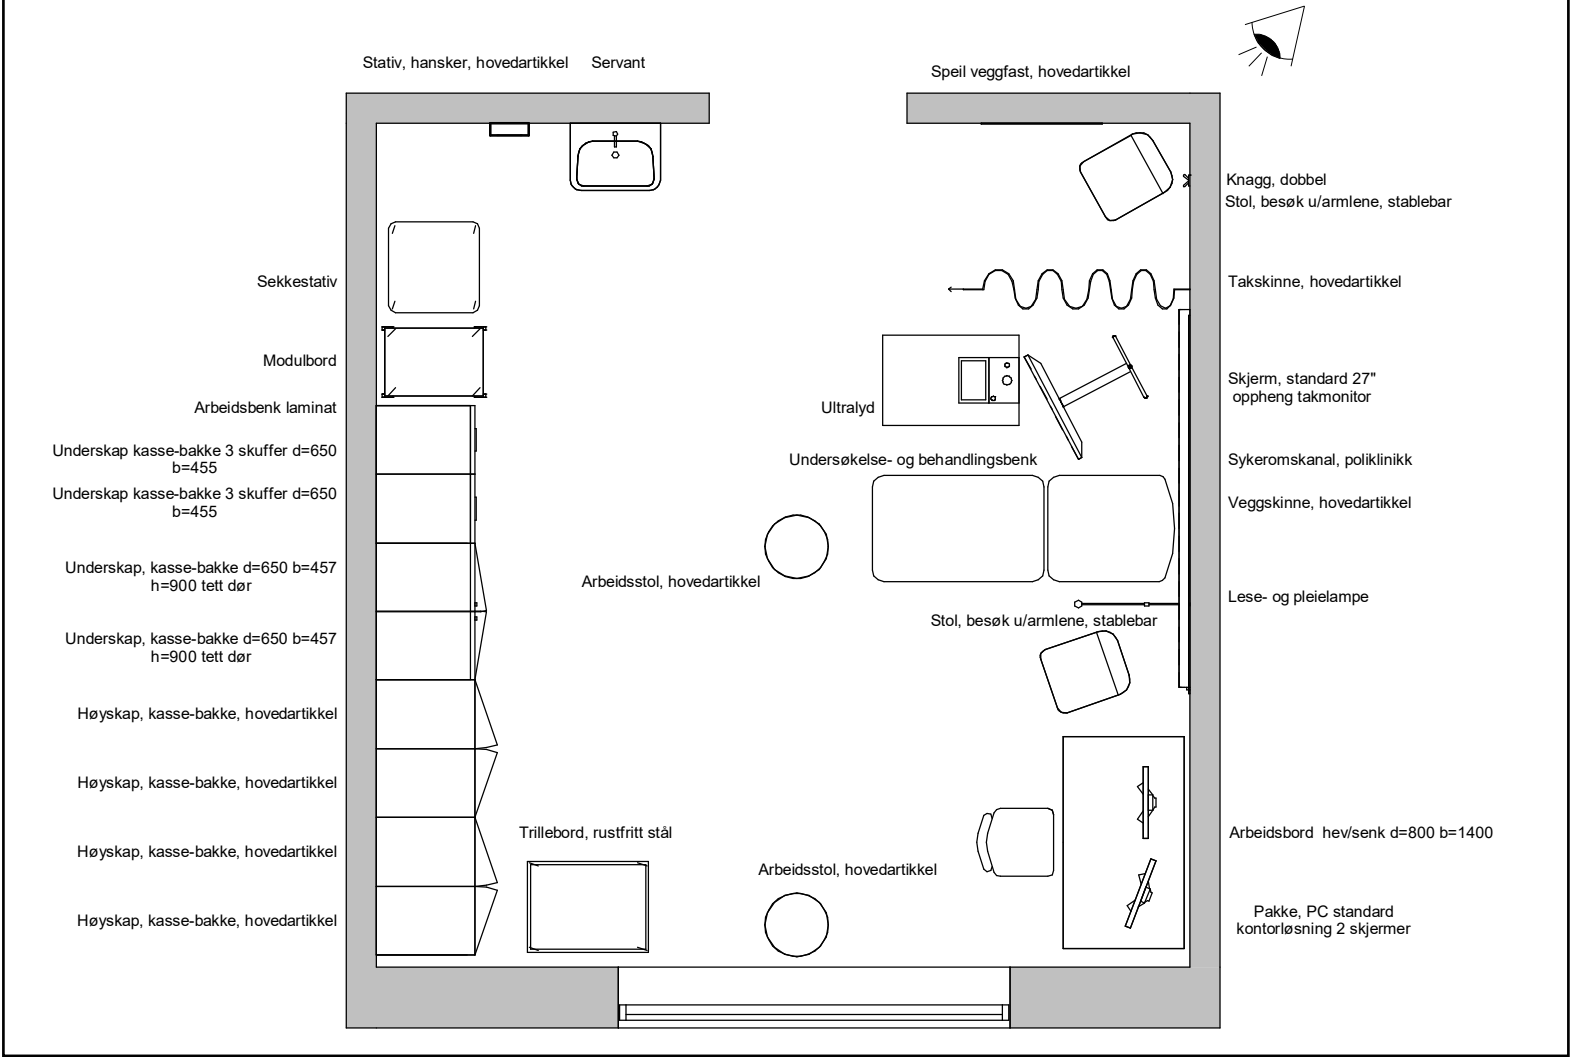 Stativ, hansker, hovedartikkel
Servant
Speil veggfast, hovedartikkel
Knagg, dobbel
Stol, besøk u/armlene, stablebar
Sekkestativ
Takskinne, hovedartikkel
Modulbord
Skjerm, standard 27"
oppheng takmonitor
Arbeidsbenk laminat
Ultralyd
Underskap kasse-bakke 3 skuffer d=650
b=455
Undersøkelse- og behandlingsbenk
Sykeromskanal, poliklinikk
Underskap kasse-bakke 3 skuffer d=650
b=455
Veggskinne, hovedartikkel
Underskap, kasse-bakke d=650 b=457
h=900 tett dør
Arbeidsstol, hovedartikkel
Lese- og pleielampe
Stol, besøk u/armlene, stablebar
Underskap, kasse-bakke d=650 b=457
h=900 tett dør
Høyskap, kasse-bakke, hovedartikkel
Høyskap, kasse-bakke, hovedartikkel
Trillebord, rustfritt stål
Arbeidsbord  hev/senk d=800 b=1400
Høyskap, kasse-bakke, hovedartikkel
Arbeidsstol, hovedartikkel
Høyskap, kasse-bakke, hovedartikkel
Pakke, PC standard
kontorløsning 2 skjermer